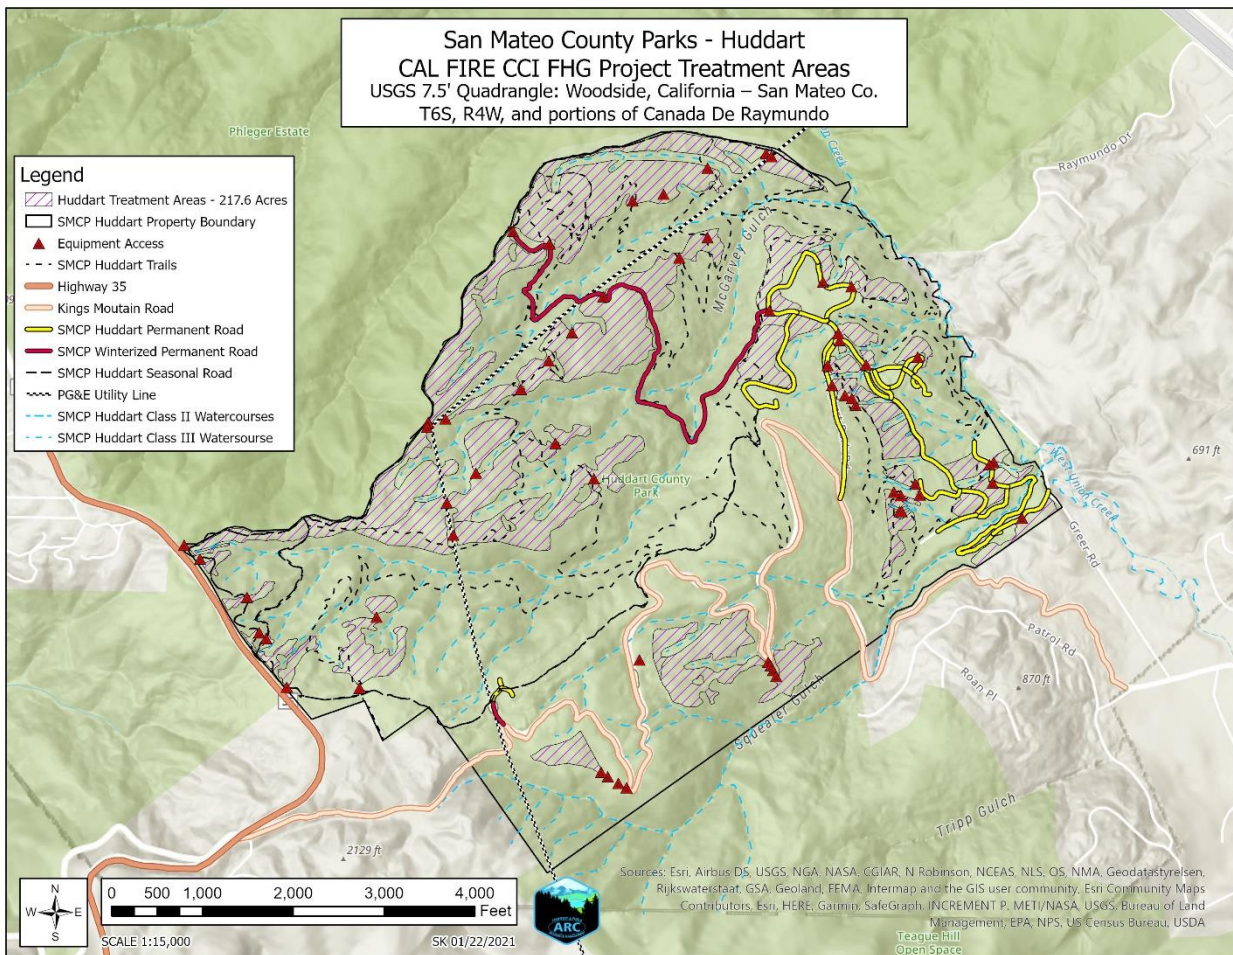 San Mateo County Parks - Huddart
CAL FIRE CCI FHG Project Treatment Areas
USGS 7.5' Quadrangle: Woodside, California – San Mateo Co.
T6S, R4W, and portions of Canada De Raymundo
Phleger Estate
Creek
Raymundo Dr
Legend
Huddart Treatment Areas - 217.6 Acres
SMCP Huddart Property Boundary
Equipment Access
SMCP Huddart Trails
Highway 35
Kings Moutain Road
SMCP Huddart Permanent Road
SMCP Winterized Permanent Road
SMCP Huddart Seasonal Road
PG&E Utility Line
SMCP Huddart Class II Watercourses
SMCP Huddart Class III Watersourse
McGarvey Gulch
691 ft
West Union Creek
Huddart County
Park
Greer Rd
Patrol Rd
Roan Pl
870 ft
Squealer Gulch
Tripp Gulch
2129 ft
N
W E
S
0 500 1,000 2,000 3,000 4,000
Feet
SCALE 1:15,000
SK 01/22/2021
ARC
Sources: Esri, Airbus DS, USGS, NGA, NASA, CGIAR, N Robinson, NCEAS, NLS, OS, NMA, Geodatastyrelsen,
Rijkswaterstaat, GSA, Geoland, FEMA, Intermap and the GIS user community, Esri Community Maps
Contributors, Esri, HERE, Garmin, SafeGraph, INCREMENT P, METI/NASA, USGS, Bureau of Land
Management, EPA, NPS, US Census Bureau, USDA
Teague Hill
Open Space